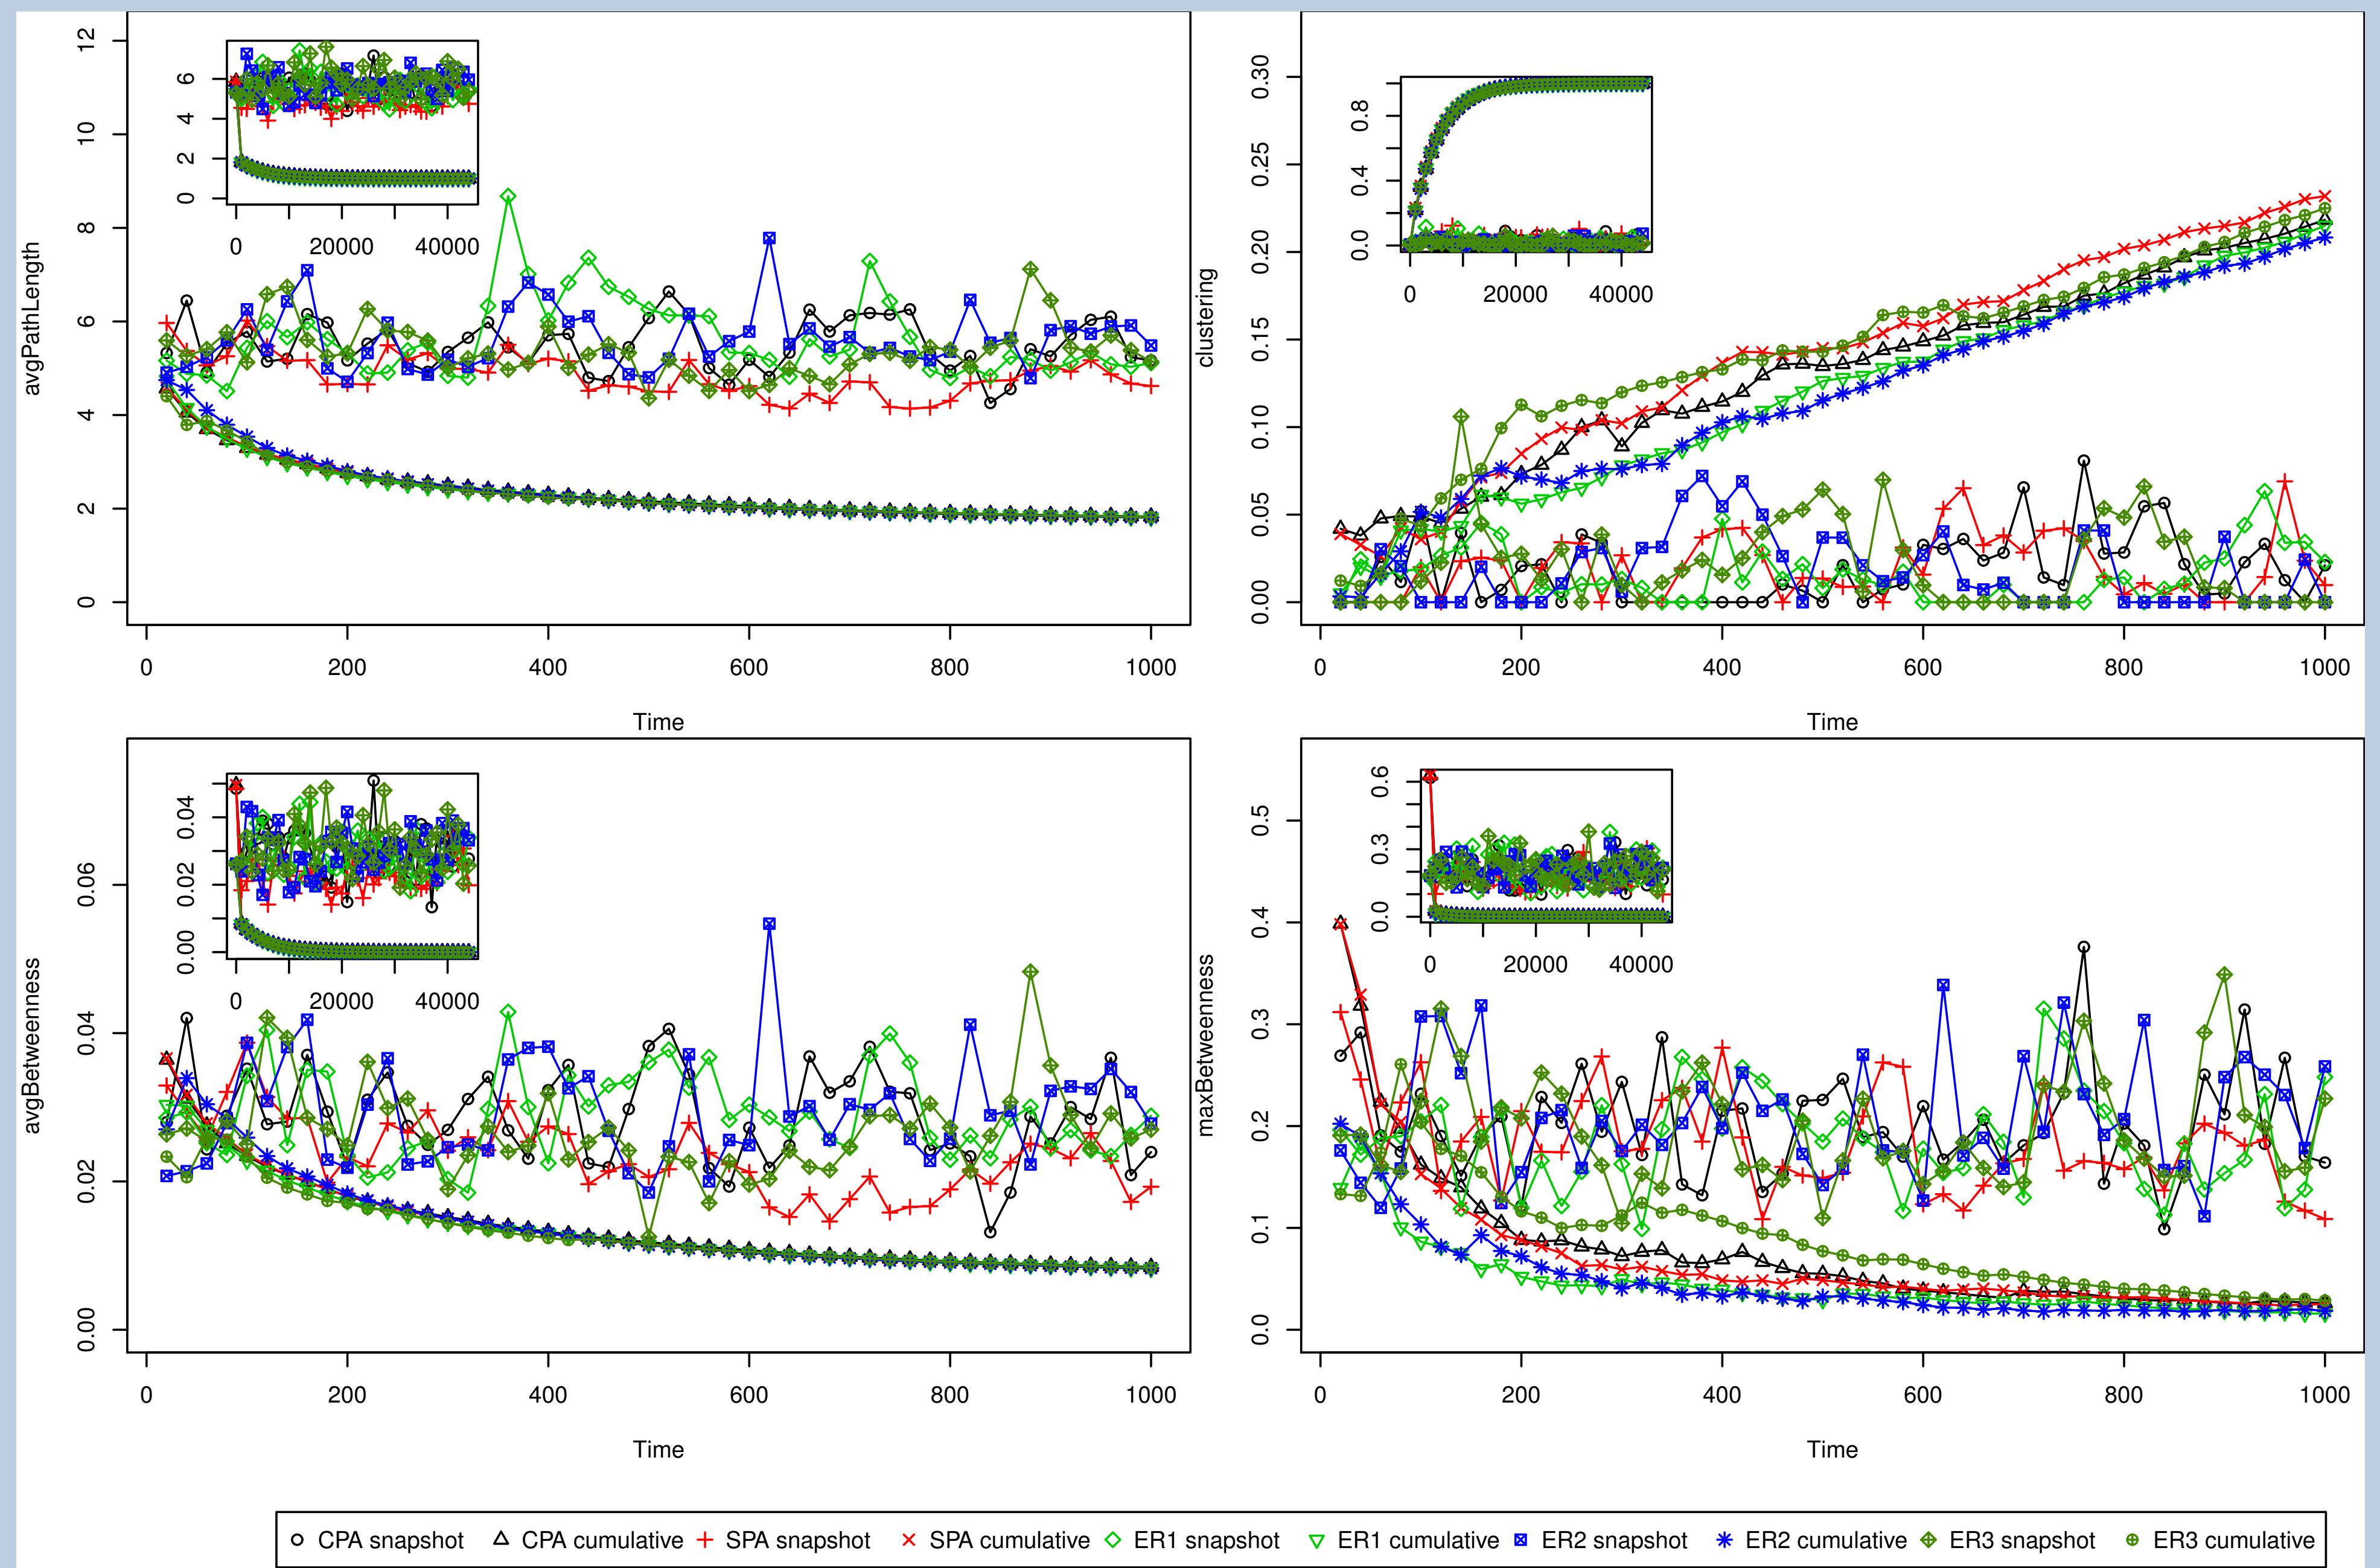 avgPathLength
0 2 4 6 8 10 12
0 200 400 600 800 1000
Time
0 2 4 6
0 20000 40000
clustering
0.00 0.05 0.10 0.15 0.20 0.25 0.30
0 200 400 600 800 1000
Time
0.0 0.4 0.8
0 20000 40000
avgBetweenness
0.00 0.02 0.04 0.06
0 200 400 600 800 1000
Time
0.00 0.02 0.04
0 20000 40000
maxBetweenness
0.0 0.1 0.2 0.3 0.4 0.5
0 200 400 600 800 1000
Time
0.0 0.3 0.6
0 20000 40000
CPA snapshot CPA cumulative SPA snapshot SPA cumulative ER1 snapshot ER1 cumulative ER2 snapshot ER2 cumulative ER3 snapshot ER3 cumulative